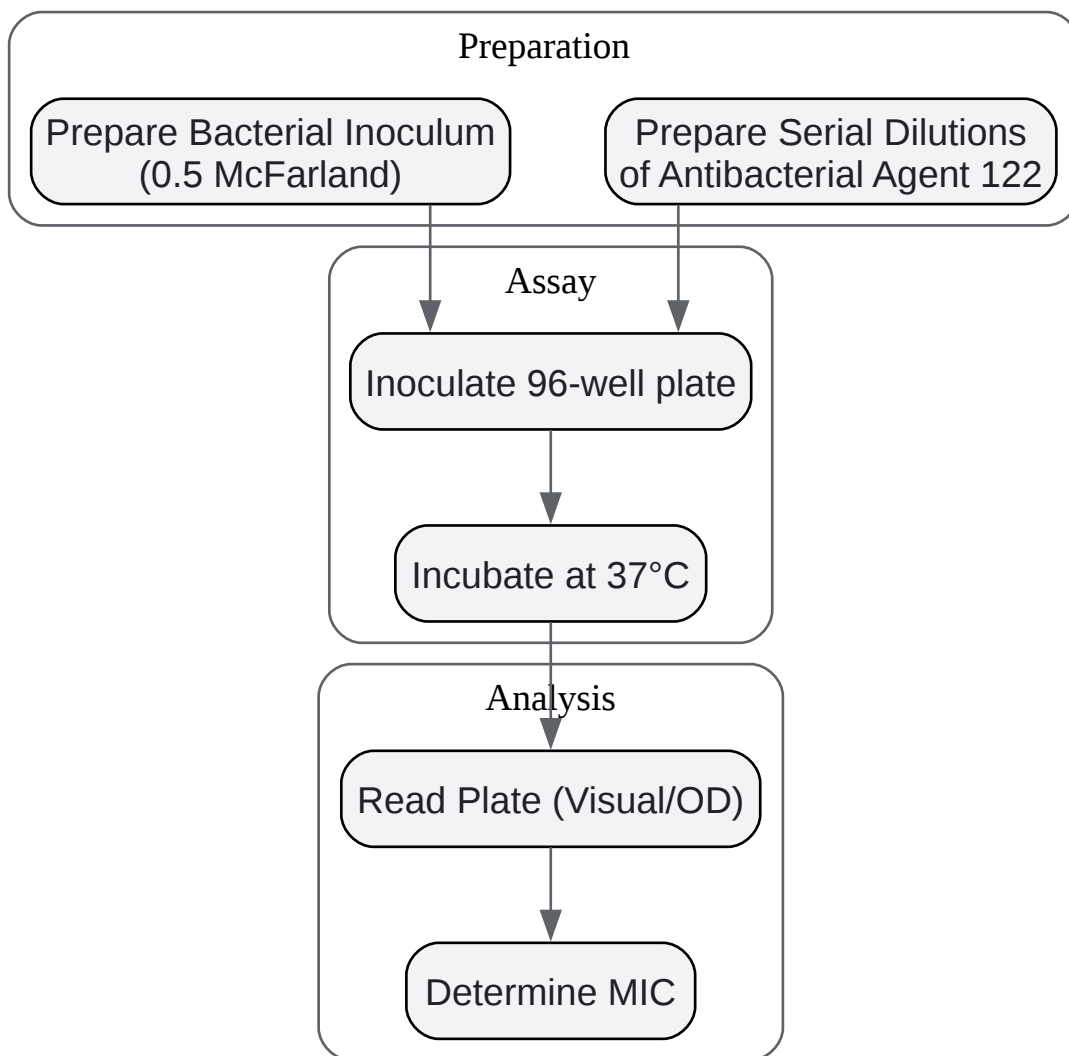 Preparation
Prepare Bacterial Inoculum
(0.5 McFarland)
Prepare Serial Dilutions
of Antibacterial Agent 122
Assay
Inoculate 96-well plate
Incubate at 37°C
Analysis
Read Plate (Visual/OD)
Determine MIC